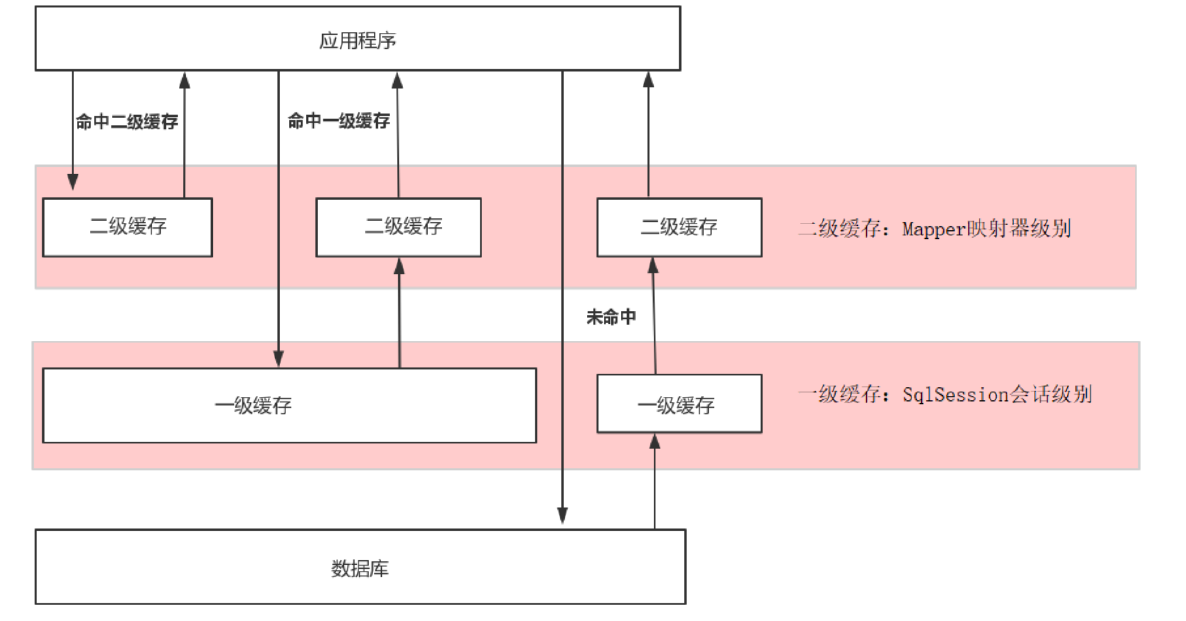 应用程序
命中二级缓存
命中一级缓存
二级缓存
二级缓存
二级缓存
二级缓存：Mapper映射器级别
未命中
一级缓存
一级缓存
一级缓存：SqlSession会话级别
数据库